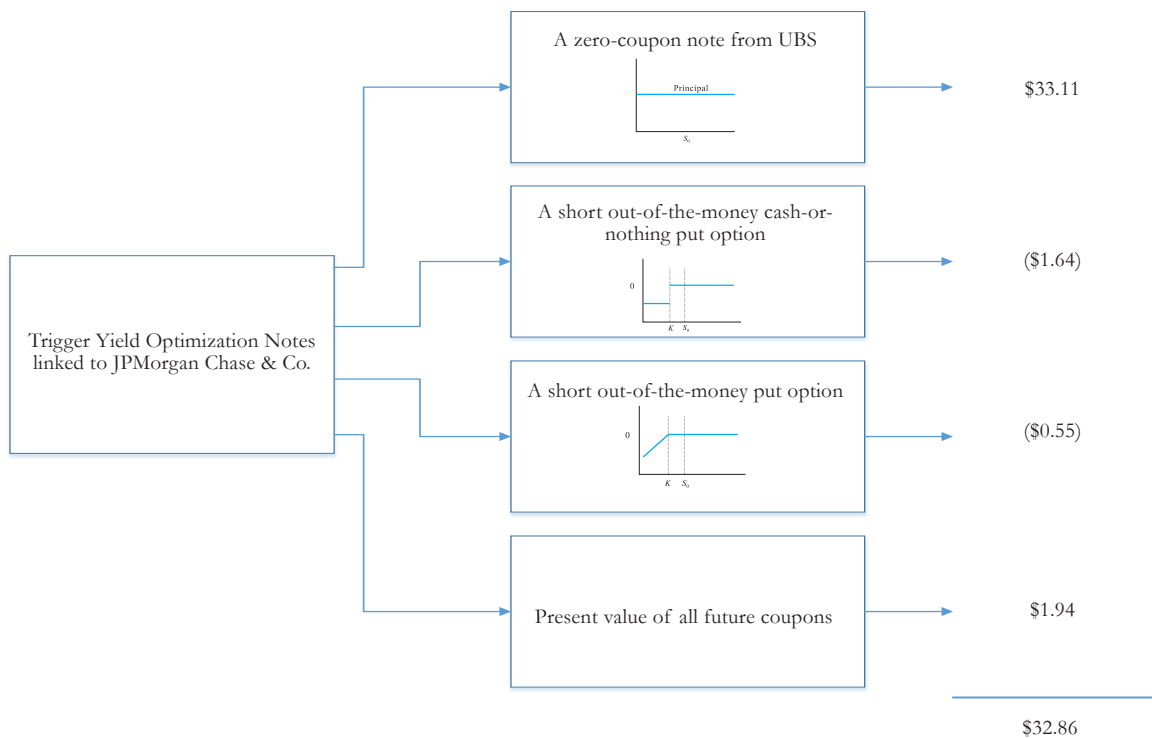 A zero-coupon note from UBS
Principal
S₀
$33.11
A short out-of-the-money cash-or-
nothing put option
0
K S₀
($1.64)
Trigger Yield Optimization Notes
linked to JPMorgan Chase & Co.
A short out-of-the-money put option
0
K S₀
($0.55)
Present value of all future coupons
$1.94
$32.86